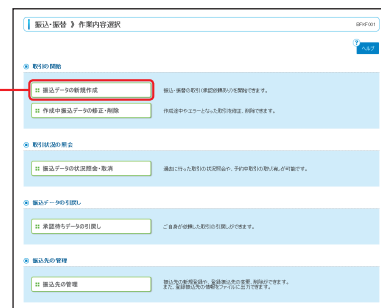 振込・振替 》 作業内容選択
BFKF001
ヘルプ
取引の開始
振込データの新規作成
振込・振替の取引（承認依頼あり）を開始できます。
作成中振込データの修正・削除
作成途中やエラーとなった取引を修正、削除できます。
取引状況の照会
振込データの状況照会・取消
過去に行った取引の状況照会や、予約中取引の取り消しが可能です。
振込データの引戻し
承認待ちデータの引戻し
ご自身が依頼した取引の引戻しができます。
振込先の管理
振込先の管理
振込先の新規登録や、登録振込先の変更、削除ができます。
また、登録振込先の情報をファイルに出力できます。